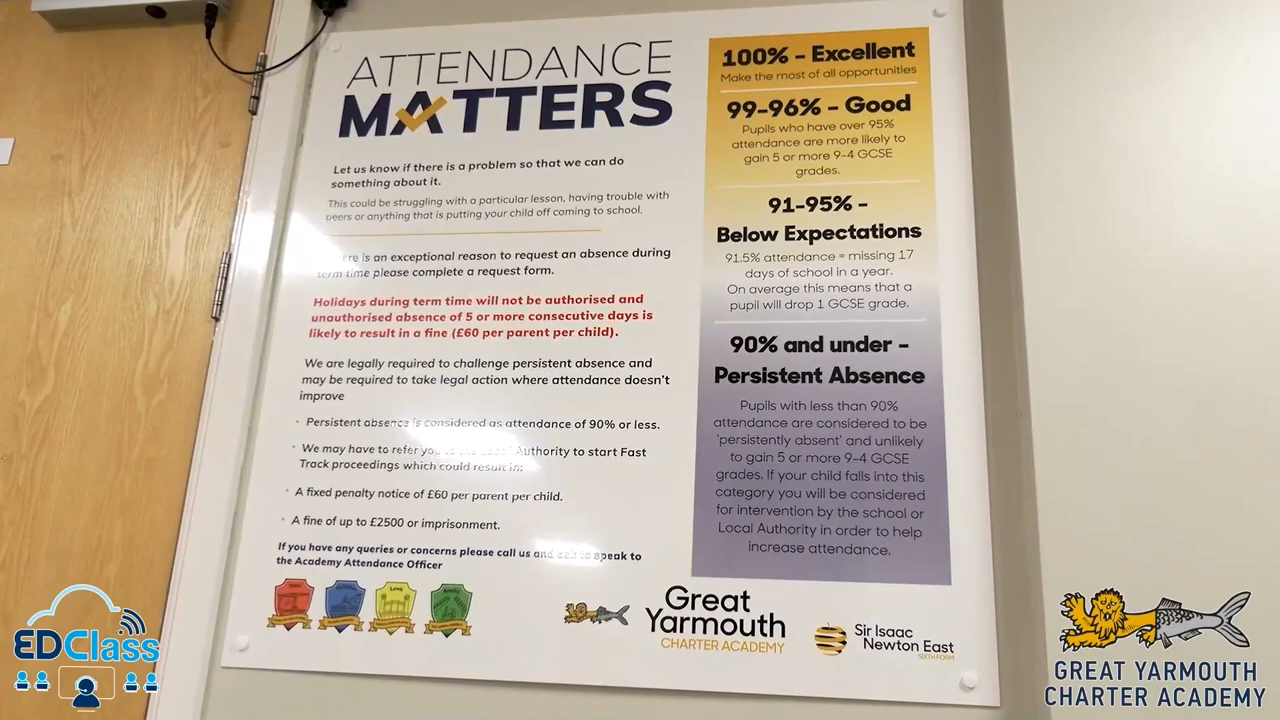 ATTENDANCE
MATTERS
Let us know if there is a problem so that we can do
something about it.
This could be struggling with a particular lesson, having trouble with
peers or anything that is putting your child off coming to school.
is an exceptional reason to request an absence during
term time please complete a request form.
Holidays during term time will not be authorised and
unauthorised absence of 5 or more consecutive days is
likely to result in a fine (£60 per parent per child).
We are legally required to challenge persistent absence and
may be required to take legal action where attendance doesn't
improve
• Persistent absence is considered as attendance of 90% or less.
• We may have to refer you to the Local Authority to start Fast
Track proceedings which could result in:
• A fixed penalty notice of £60 per parent per child.
• A fine of up to £2500 or imprisonment.
If you have any queries or concerns please call us and ask to speak to
the Academy Attendance Officer
100% - Excellent
Make the most of all opportunities
99-96% - Good
Pupils who have over 95%
attendance are more likely to
gain 5 or more 9-4 GCSE
grades.
91-95% -
Below Expectations
91.5% attendance = missing 17
days of school in a year.
On average this means that a
pupil will drop 1 GCSE grade.
90% and under -
Persistent Absence
Pupils with less than 90%
attendance are considered to be
'persistently absent' and unlikely
to gain 5 or more 9-4 GCSE
grades. If your child falls into this
category you will be considered
for intervention by the school or
Local Authority in order to help
increase attendance.
Great
Yarmouth
CHARTER ACADEMY
Sir Isaac
Newton East
SIXTH FORM
EDClass
GREAT YARMOUTH
CHARTER ACADEMY